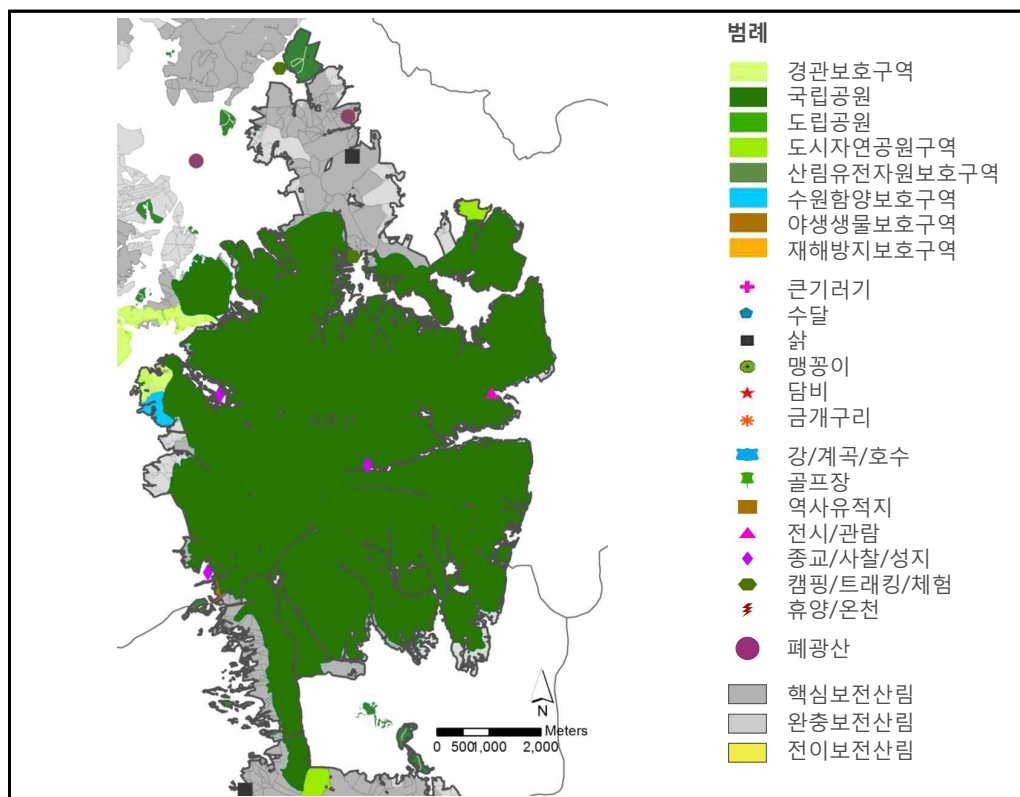 범례
경관보호구역
국립공원
도립공원
도시자연공원구역
산림유전자원보호구역
수원함양보호구역
야생생물보호구역
재해방지보호구역
큰기러기
수달
삵
맹꽁이
담비
금개구리
강/계곡/호수
골프장
역사유적지
전시/관람
종교/사찰/성지
캠핑/트래킹/체험
휴양/온천
폐광산
핵심보전산림
완충보전산림
전이보전산림
N
Meters
0 500 1,000 2,000